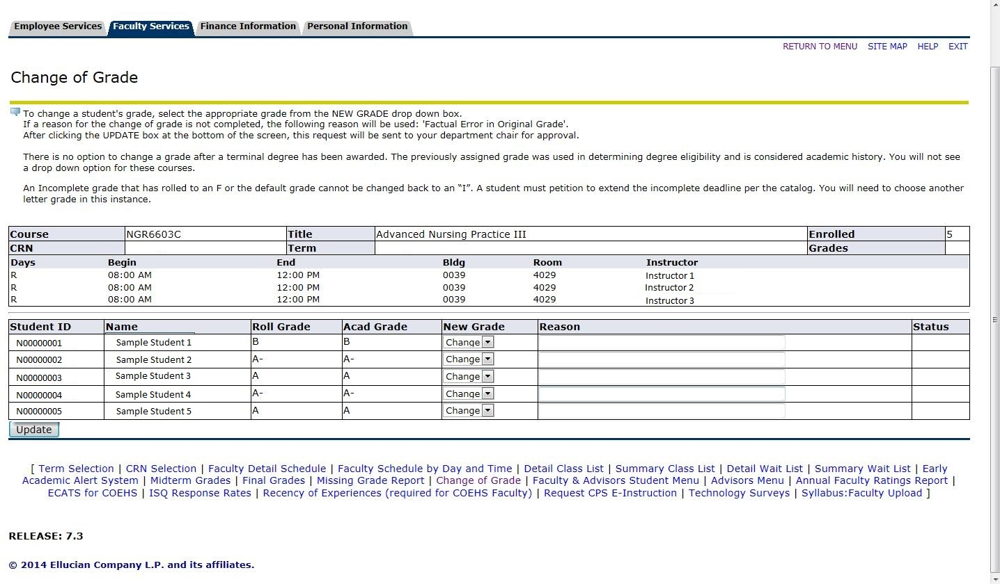 Employee Services Faculty Services Finance Information Personal Information
RETURN TO MENU SITE MAP HELP EXIT
Change of Grade
To change a student's grade, select the appropriate grade from the NEW GRADE drop down box.
If a reason for the change of grade is not completed, the following reason will be used: 'Factual Error in Original Grade'.
After clicking the UPDATE box at the bottom of the screen, this request will be sent to your department chair for approval.
There is no option to change a grade after a terminal degree has been awarded. The previously assigned grade was used in determining degree eligibility and is considered academic history. You will not see
a drop down option for these courses.
An Incomplete grade that has rolled to an F or the default grade cannot be changed back to an “I”. A student must petition to extend the incomplete deadline per the catalog. You will need to choose another
letter grade in this instance.
Course NGR6603C Title Advanced Nursing Practice III Enrolled 5
CRN Term Grades
Days Begin End Bldg Room Instructor
R 08:00 AM 12:00 PM 0039 4029 Instructor 1
R 08:00 AM 12:00 PM 0039 4029 Instructor 2
R 08:00 AM 12:00 PM 0039 4029 Instructor 3
Student ID Name Roll Grade Acad Grade New Grade Reason Status
N00000001 Sample Student 1 B B Change
N00000002 Sample Student 2 A- A- Change
N00000003 Sample Student 3 A A Change
N00000004 Sample Student 4 A- A- Change
N00000005 Sample Student 5 A A Change
Update
[ Term Selection | CRN Selection | Faculty Detail Schedule | Faculty Schedule by Day and Time | Detail Class List | Summary Class List | Detail Wait List | Summary Wait List | Early
Academic Alert System | Midterm Grades | Final Grades | Missing Grade Report | Change of Grade | Faculty & Advisors Student Menu | Advisors Menu | Annual Faculty Ratings Report |
ECATS for COEHS | ISQ Response Rates | Recency of Experiences (required for COEHS Faculty) | Request CPS E-Instruction | Technology Surveys | Syllabus:Faculty Upload ]
RELEASE: 7.3
© 2014 Ellucian Company L.P. and its affiliates.